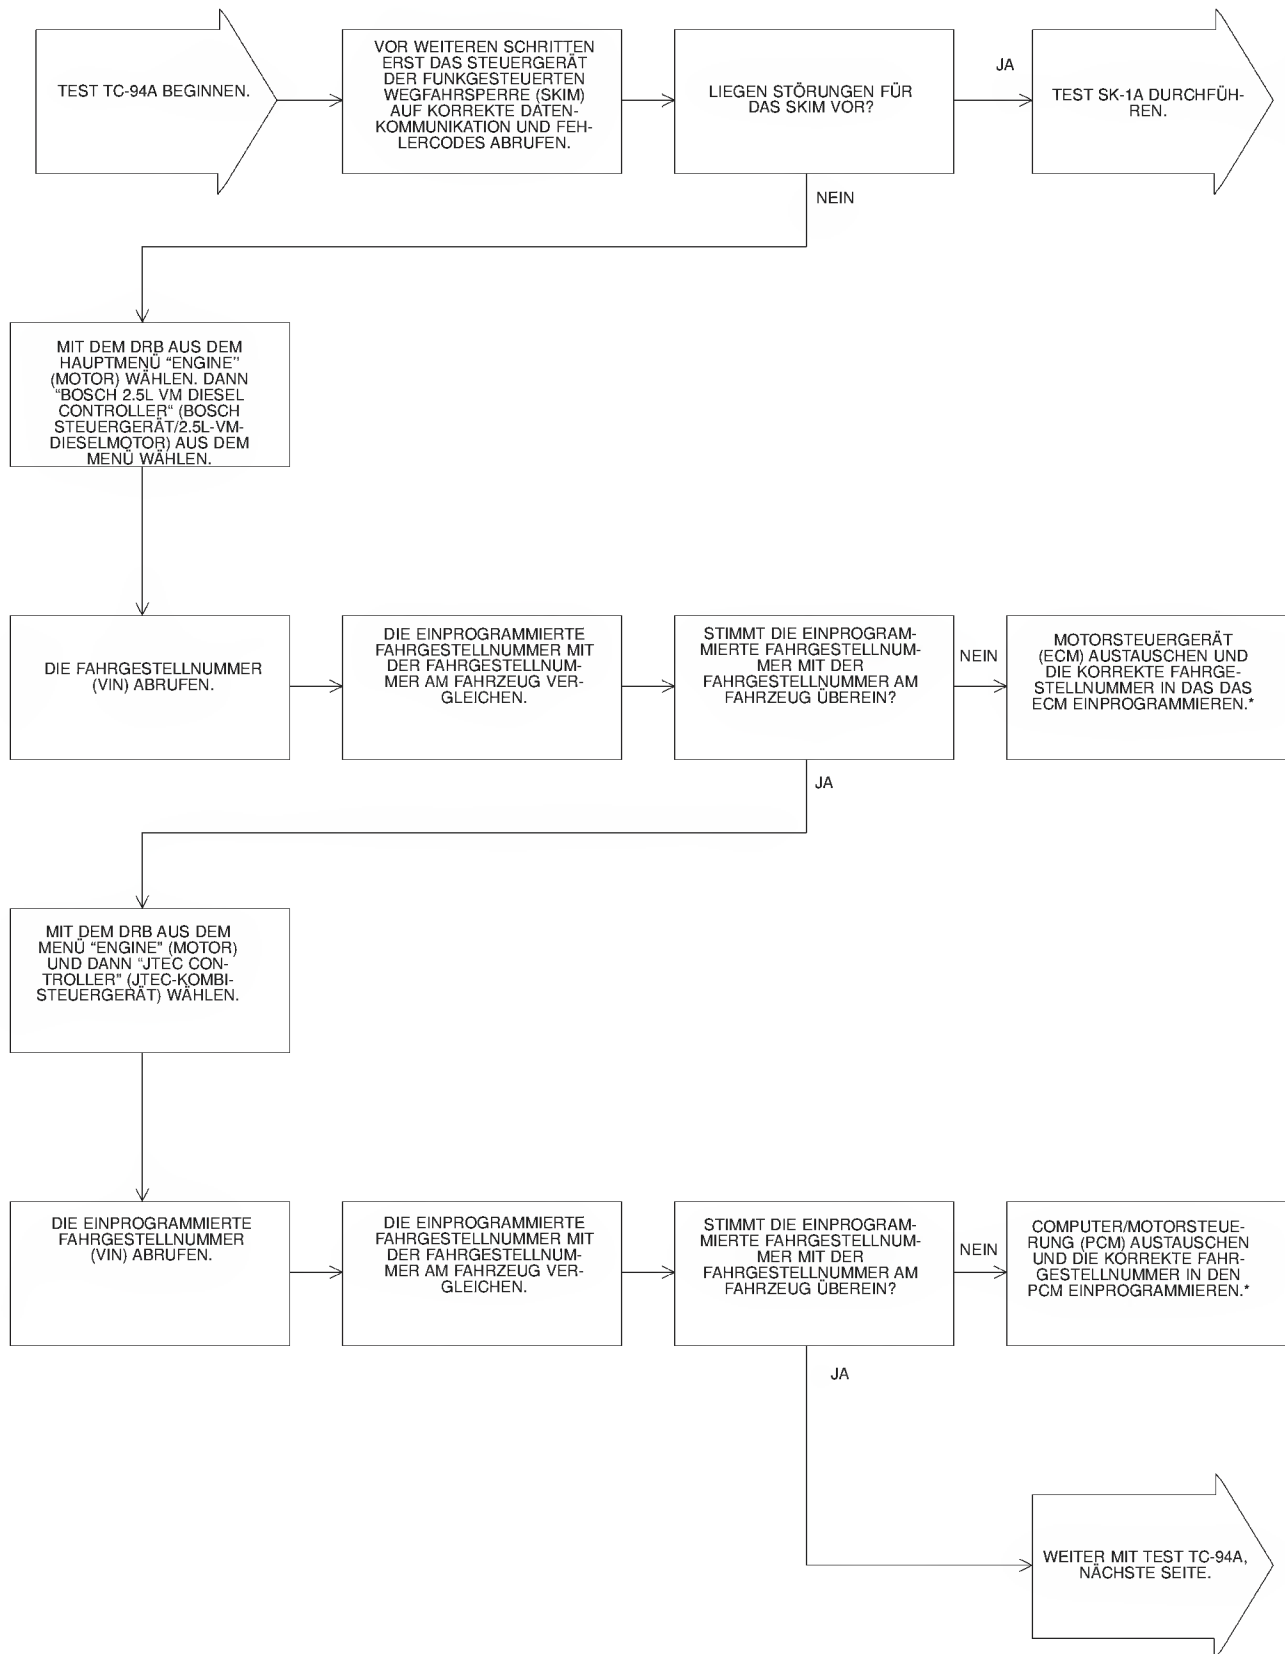 TEST TC-94A BEGINNEN.
VOR WEITEREN SCHRITTEN
ERST DAS STEUERGERÄT
DER FUNKGESTEUERTEN
WEGFAHRSPERRE (SKIM)
AUF KORREKTE DATEN-
KOMMUNIKATION UND FEH-
LERCODES ABRUFEN.
LIEGEN STÖRUNGEN FÜR
DAS SKIM VOR?
JA
TEST SK-1A DURCHFÜH-
REN.
NEIN
MIT DEM DRB AUS DEM
HAUPTMENÜ “ENGINE”
(MOTOR) WÄHLEN. DANN
“BOSCH 2.5L VM DIESEL
CONTROLLER“ (BOSCH
STEUERGERÄT/2.5L-VM-
DIESELMOTOR) AUS DEM
MENÜ WÄHLEN.
DIE FAHRGESTELLNUMMER
(VIN) ABRUFEN.
DIE EINPROGRAMMIERTE
FAHRGESTELLNUMMER MIT
DER FAHRGESTELLNUM-
MER AM FAHRZEUG VER-
GLEICHEN.
STIMMT DIE EINPROGRAM-
MIERTE FAHRGESTELLNUM-
MER MIT DER
FAHRGESTELLNUMMER AM
FAHRZEUG ÜBEREIN?
NEIN
MOTORSTEUERGERÄT
(ECM) AUSTAUSCHEN UND
DIE KORREKTE FAHRGE-
STELLNUMMER IN DAS DAS
ECM EINPROGRAMMIEREN.*
JA
MIT DEM DRB AUS DEM
MENÜ “ENGINE” (MOTOR)
UND DANN “JTEC CON-
TROLLER” (JTEC-KOMBI-
STEUERGERÄT) WÄHLEN.
DIE EINPROGRAMMIERTE
FAHRGESTELLNUMMER
(VIN) ABRUFEN.
DIE EINPROGRAMMIERTE
FAHRGESTELLNUMMER MIT
DER FAHRGESTELLNUM-
MER AM FAHRZEUG VER-
GLEICHEN.
STIMMT DIE EINPROGRAM-
MIERTE FAHRGESTELLNUM-
MER MIT DER
FAHRGESTELLNUMMER AM
FAHRZEUG ÜBEREIN?
NEIN
COMPUTER/MOTORSTEUE-
RUNG (PCM) AUSTAUSCHEN
UND DIE KORREKTE FAHR-
GESTELLNUMMER IN DEN
PCM EINPROGRAMMIEREN.*
JA
WEITER MIT TEST TC-94A,
NÄCHSTE SEITE.